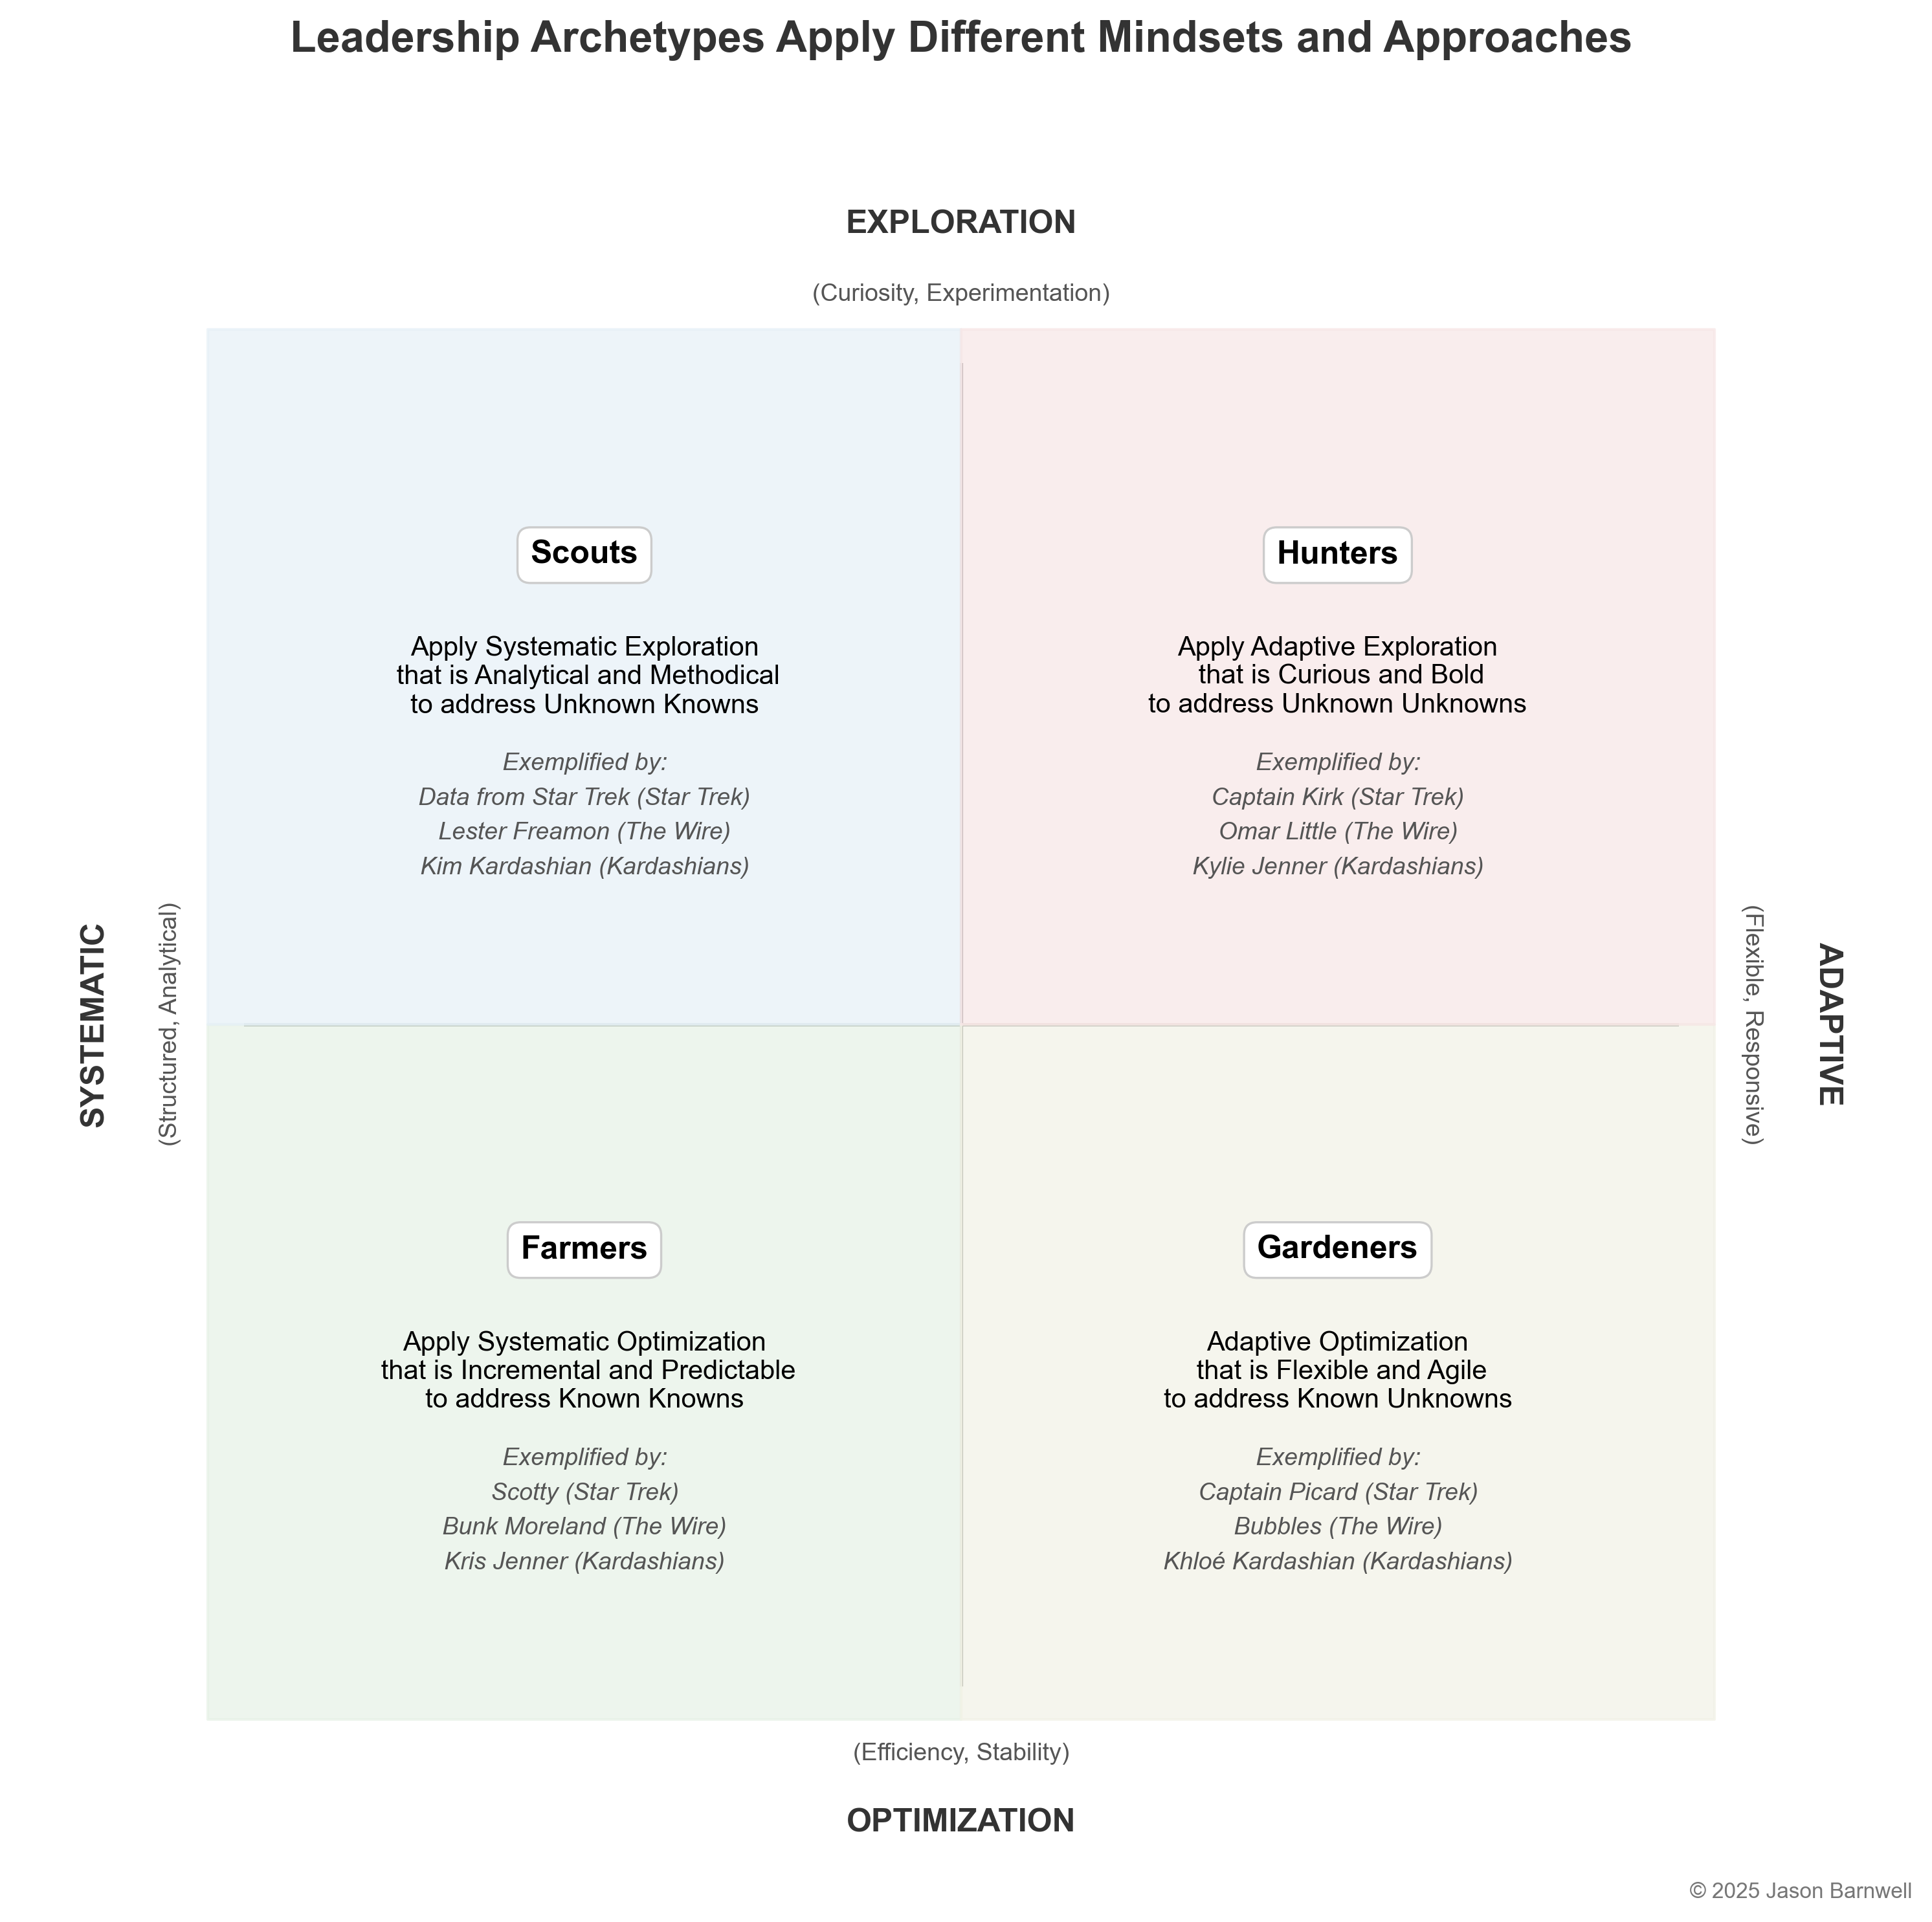 Leadership Archetypes Apply Different Mindsets and Approaches
EXPLORATION
(Curiosity, Experimentation)
SYSTEMATIC
(Structured, Analytical)
Scouts
Apply Systematic Exploration
that is Analytical and Methodical
to address Unknown Knowns
Exemplified by:
Data from Star Trek (Star Trek)
Lester Freamon (The Wire)
Kim Kardashian (Kardashians)
Hunters
Apply Adaptive Exploration
that is Curious and Bold
to address Unknown Unknowns
Exemplified by:
Captain Kirk (Star Trek)
Omar Little (The Wire)
Kylie Jenner (Kardashians)
(Flexible, Responsive)
ADAPTIVE
Farmers
Apply Systematic Optimization
that is Incremental and Predictable
to address Known Knowns
Exemplified by:
Scotty (Star Trek)
Bunk Moreland (The Wire)
Kris Jenner (Kardashians)
Gardeners
Adaptive Optimization
that is Flexible and Agile
to address Known Unknowns
Exemplified by:
Captain Picard (Star Trek)
Bubbles (The Wire)
Khloé Kardashian (Kardashians)
(Efficiency, Stability)
OPTIMIZATION
© 2025 Jason Barnwell